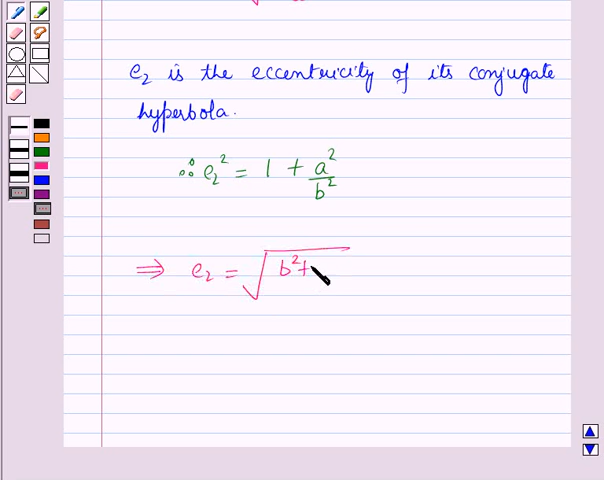 e₂ is the eccentricity of its conjugate
hyperbola.
∴ e₂² = 1 + a²/b²
⇒ e₂ = √(b²+